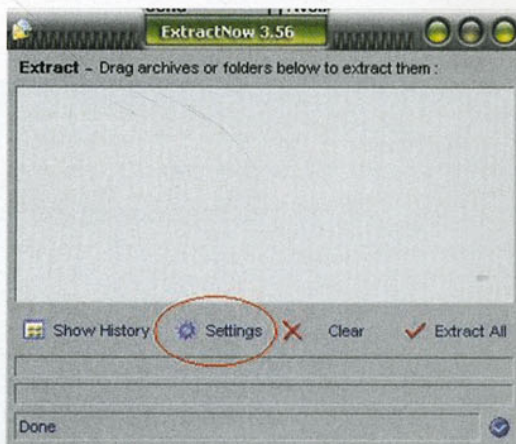 ExtractNow 3.56
Extract - Drag archives or folders below to extract them :
Show History Settings Clear Extract All
Done